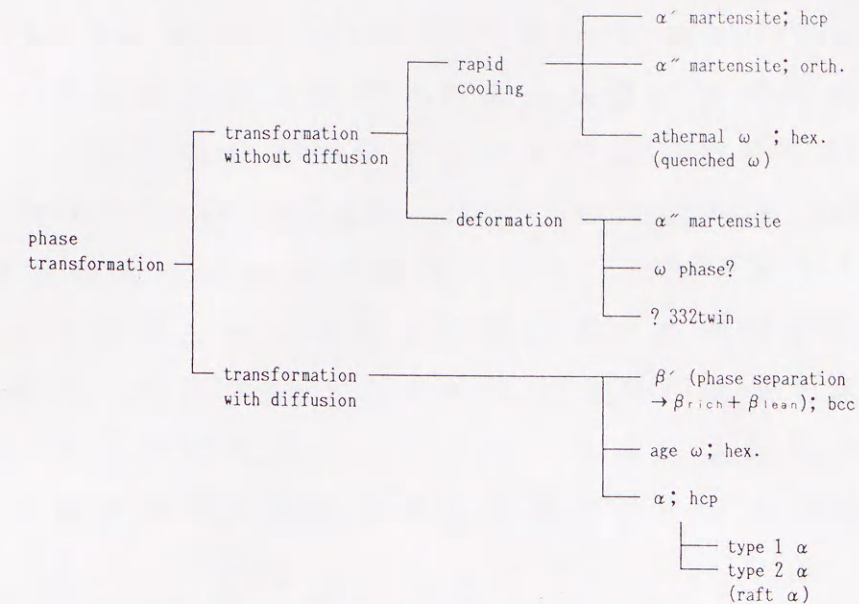 α′ martensite; hcp
rapid
cooling
α″ martensite; orth.
transformation
without diffusion
athermal ω ; hex.
(quenched ω)
deformation
α″ martensite
phase
transformation
ω phase?
? 332twin
transformation
with diffusion
β′ (phase separation
→ βrich+ βlean); bcc
age ω; hex.
α; hcp
type 1 α
type 2 α
(raft α)